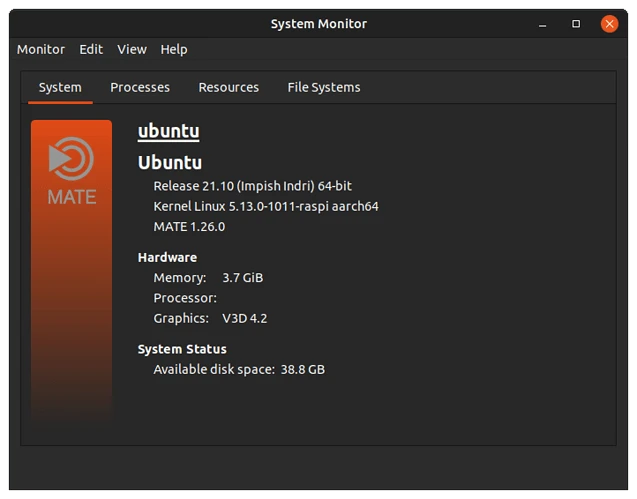 System Monitor
Monitor Edit View Help
System Processes Resources File Systems
MATE
ubuntu
Ubuntu
Release 21.10 (Impish Indri) 64-bit
Kernel Linux 5.13.0-1011-raspi aarch64
MATE 1.26.0
Hardware
Memory: 3.7 GiB
Processor:
Graphics: V3D 4.2
System Status
Available disk space: 38.8 GB